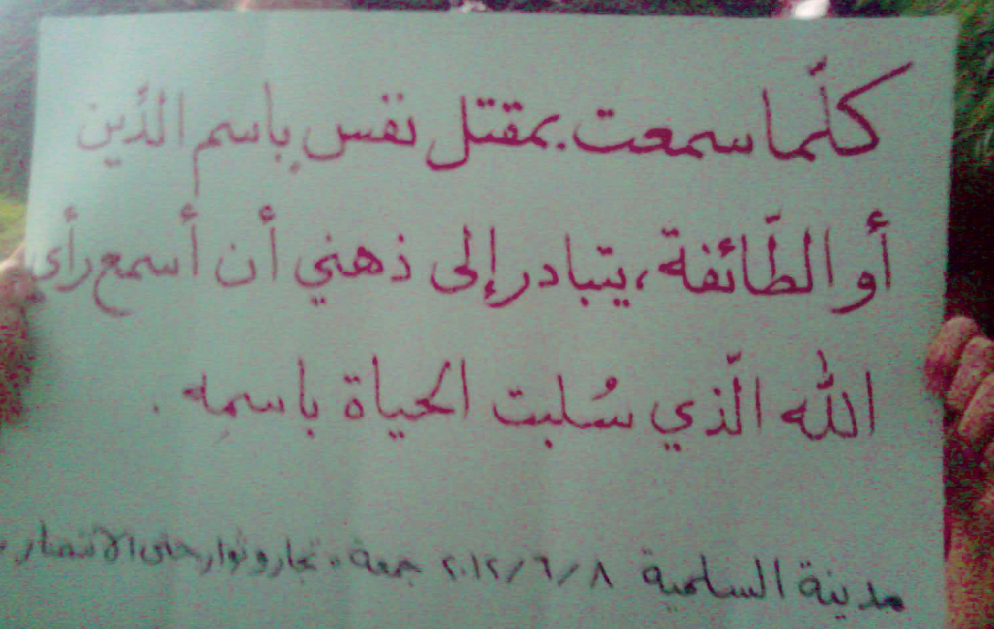 كلّما سمعت بمقتل نفس باسم الدّين
أو الطّائفة، يتبادر إلى ذهني أن أسمع رأي
الله الّذي سُلبت الحياة باسمِه .
مدينة السلمية ٢٠١٢/٦/٨ جمعة " تجار وثوار حتى الانتصار "